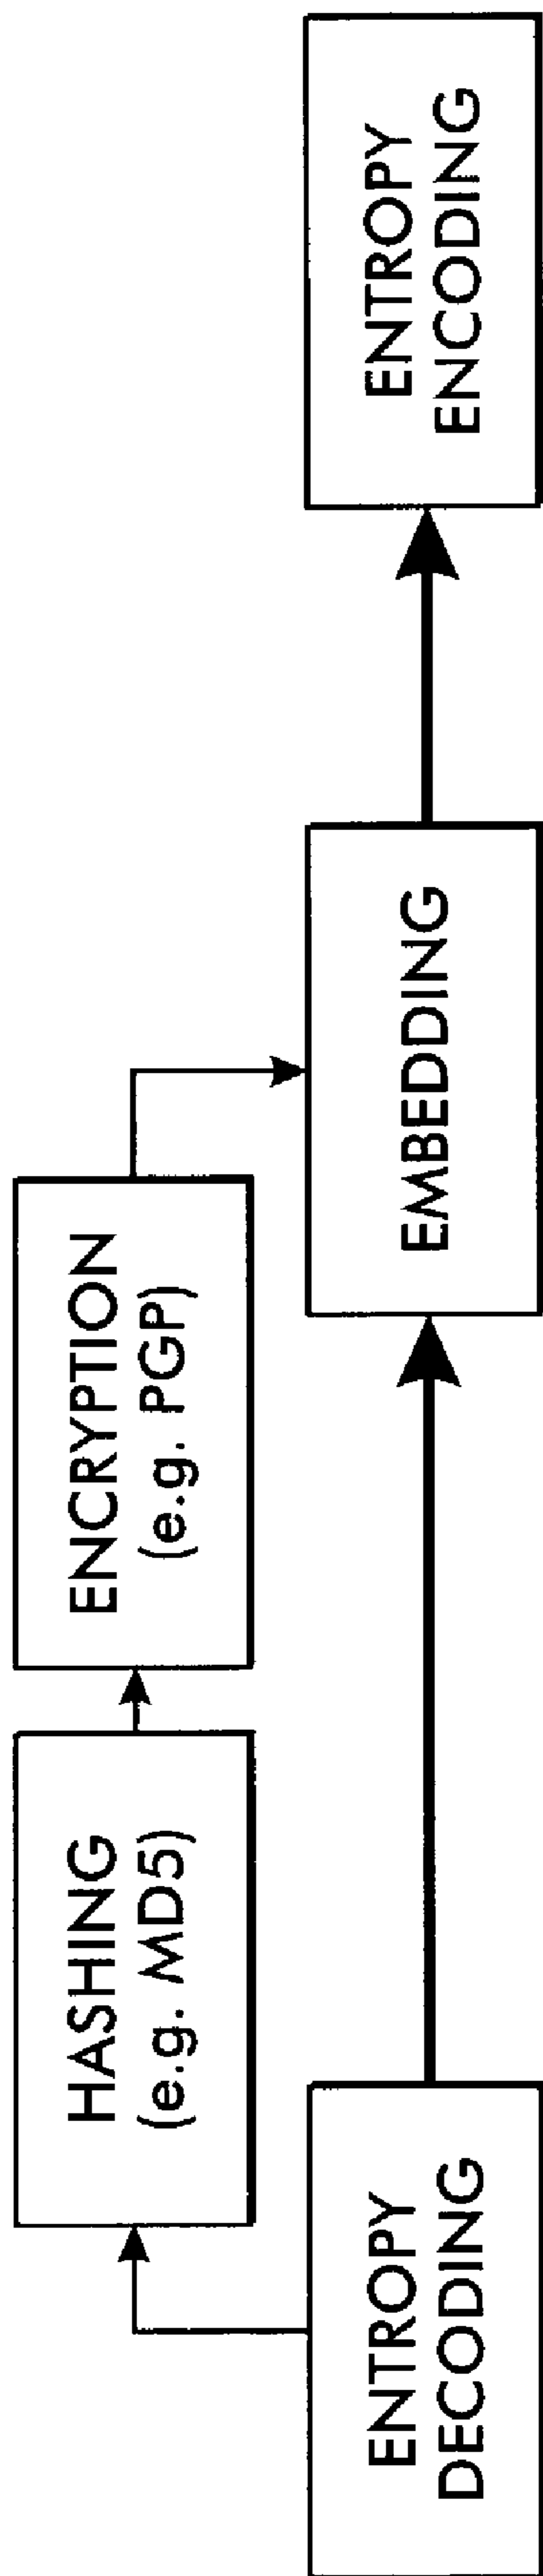 HASHING
(e.g. MD5)
ENCRYPTION
(e.g. PGP)
ENTROPY
DECODING
EMBEDDING
ENTROPY
ENCODING